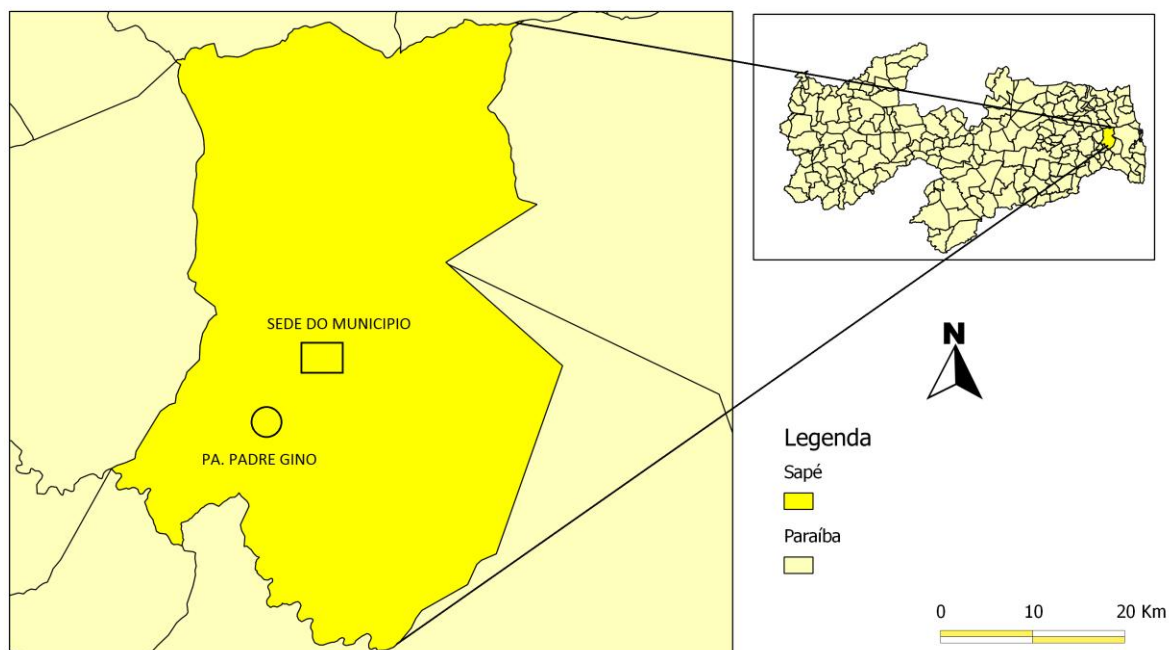 SEDE DO MUNICIPIO
PA. PADRE GINO
N
Legenda
Sapé
Paraíba
0 10 20 Km